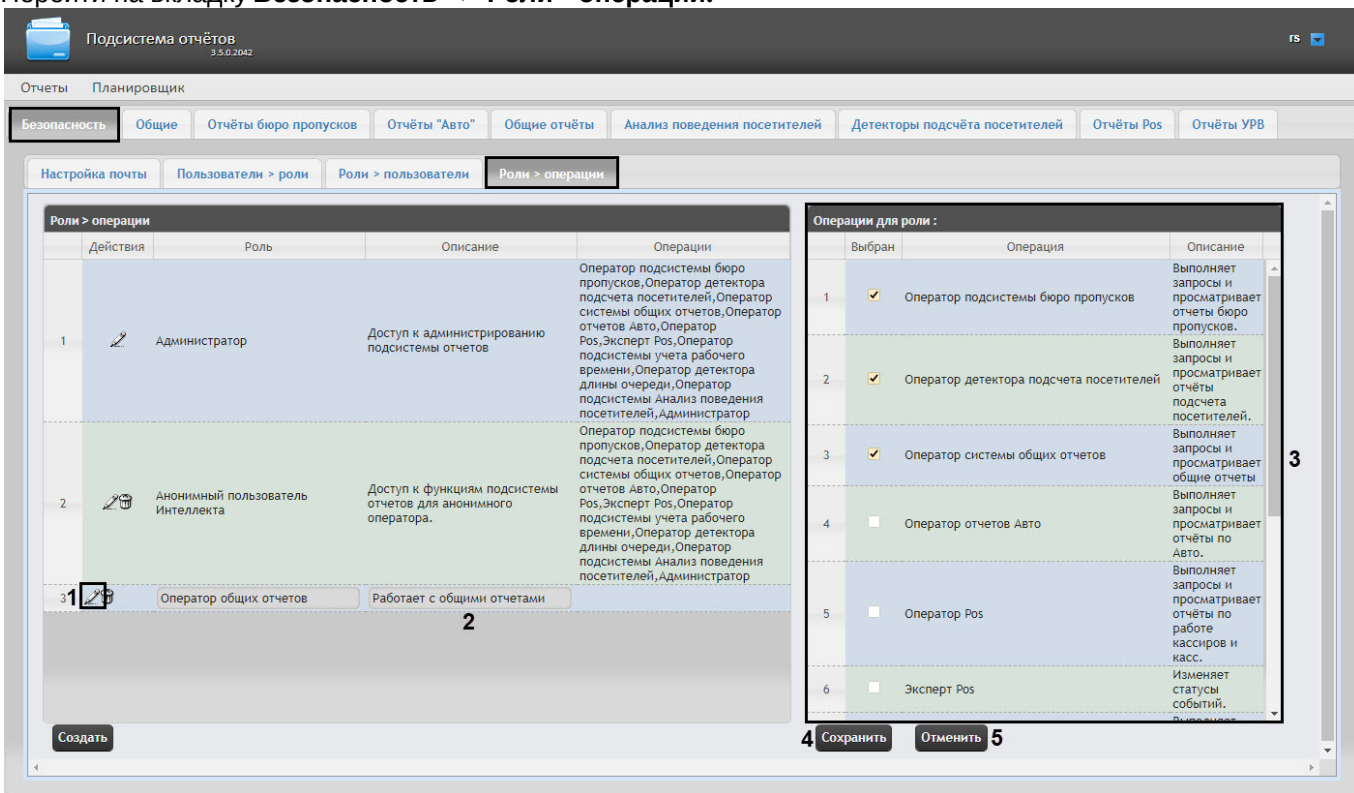 Перейти на вкладку Безопасность -> Роли > операции.
Подсистема отчётов
3.5.0.2042
rs
Отчеты Планировщик
Безопасность Общие Отчёты бюро пропусков Отчёты "Авто" Общие отчёты Анализ поведения посетителей Детекторы подсчёта посетителей Отчёты Pos Отчёты УРВ
Настройка почты Пользователи > роли Роли > пользователи Роли > операции
Роли > операции
Действия Роль Описание Операции
1 Администратор
Доступ к администрированию
подсистемы отчетов
Оператор подсистемы бюро
пропусков,Оператор детектора
подсчета посетителей,Оператор
системы общих отчетов,Оператор
отчетов Авто,Оператор
Pos,Эксперт Pos,Оператор
подсистемы учета рабочего
времени,Оператор детектора
длины очереди,Оператор
подсистемы Анализ поведения
посетителей,Администратор
2
Анонимный пользователь
Интеллекта
Доступ к функциям подсистемы
отчетов для анонимного
оператора.
Оператор подсистемы бюро
пропусков,Оператор детектора
подсчета посетителей,Оператор
системы общих отчетов,Оператор
отчетов Авто,Оператор
Pos,Эксперт Pos,Оператор
подсистемы учета рабочего
времени,Оператор детектора
длины очереди,Оператор
подсистемы Анализ поведения
посетителей,Администратор
3 1 Оператор общих отчетов Работает с общими отчетами
2
Создать
Операции для роли :
Выбран Операция Описание
1 Оператор подсистемы бюро пропусков
Выполняет
запросы и
просматривает
отчеты бюро
пропусков.
2 Оператор детектора подсчета посетителей
Выполняет
запросы и
просматривает
отчёты
подсчета
посетителей.
3 Оператор системы общих отчетов
Выполняет
запросы и
просматривает
общие отчеты
3
4 Оператор отчетов Авто
Выполняет
запросы и
просматривает
отчёты по
Авто.
5 Оператор Pos
Выполняет
запросы и
просматривает
отчёты по
работе
кассиров и
касс.
6 Эксперт Pos
Изменяет
статусы
событий.
4 Сохранить Отменить 5